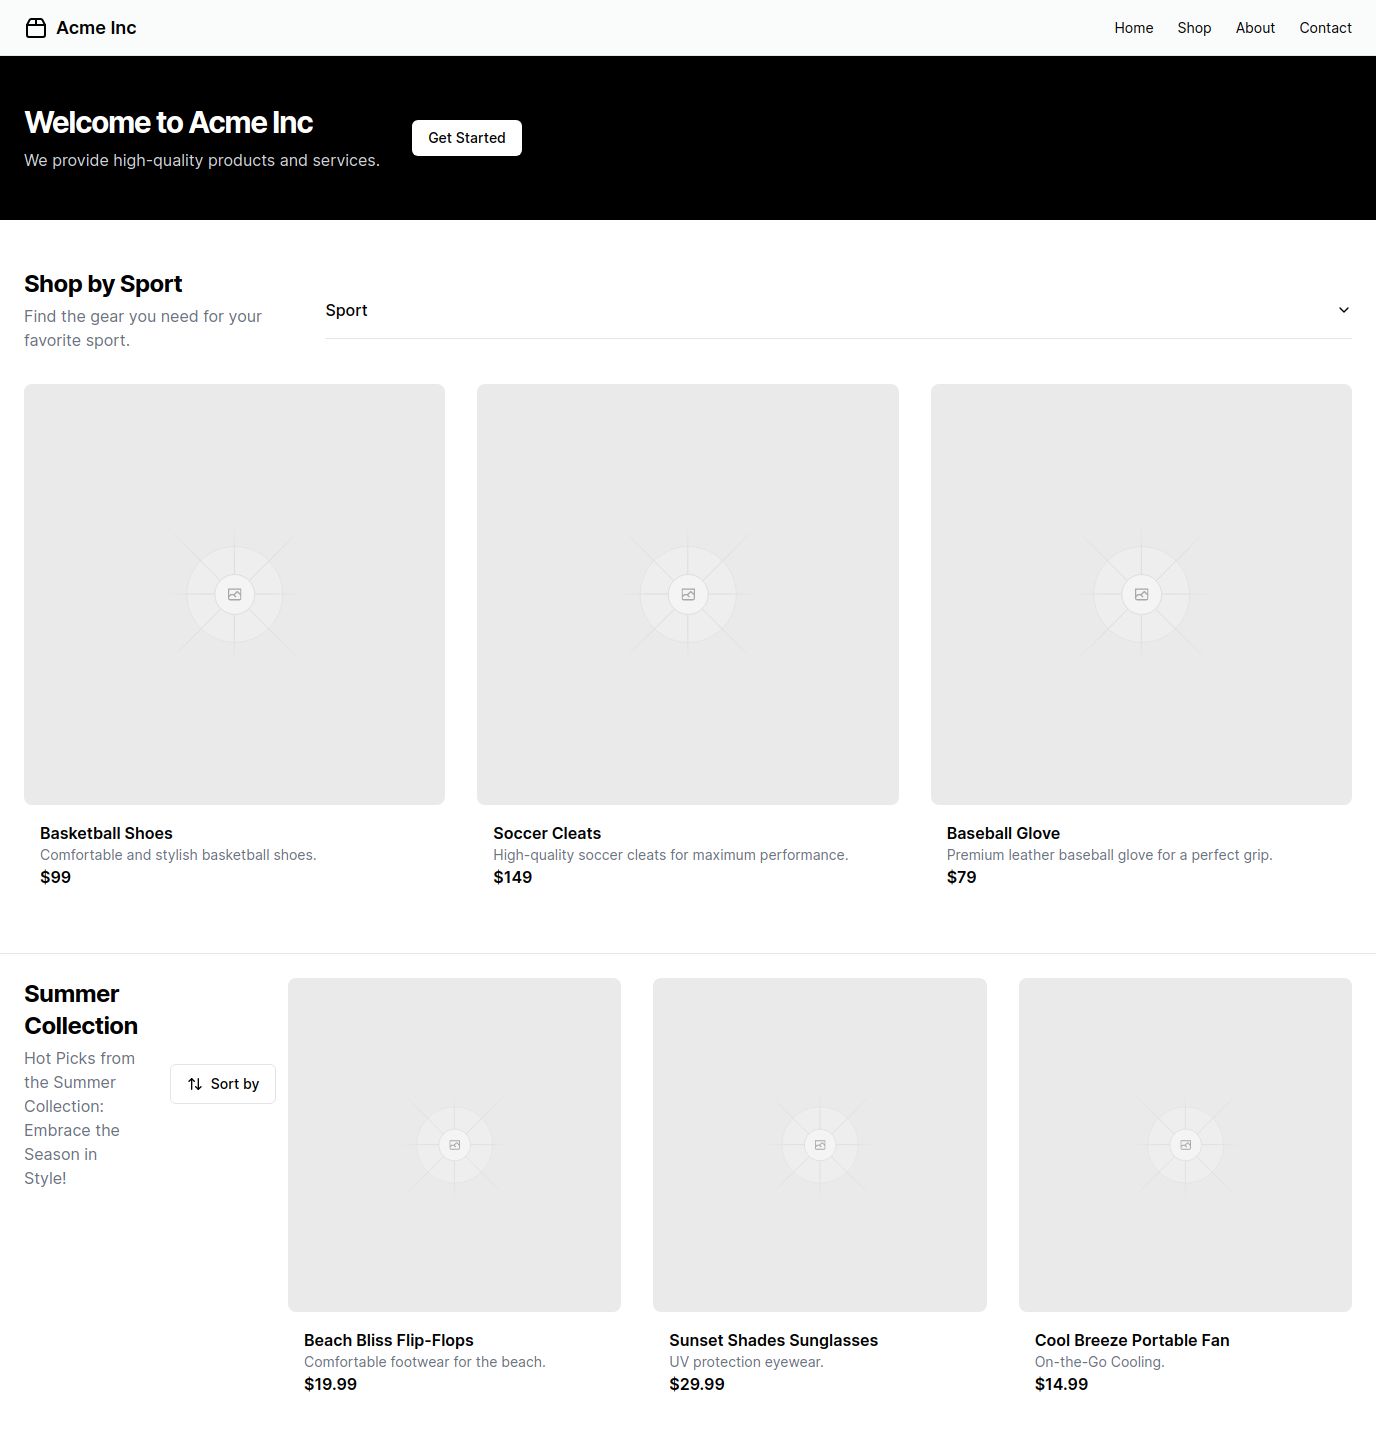 Acme Inc
Home
Shop
About
Contact
Welcome to Acme Inc
We provide high-quality products and services.
Get Started
Shop by Sport
Find the gear you need for your
favorite sport.
Sport
Basketball Shoes
Comfortable and stylish basketball shoes.
$99
Soccer Cleats
High-quality soccer cleats for maximum performance.
$149
Baseball Glove
Premium leather baseball glove for a perfect grip.
$79
Summer
Collection
Hot Picks from
the Summer
Collection:
Embrace the
Season in
Style!
Sort by
Beach Bliss Flip-Flops
Comfortable footwear for the beach.
$19.99
Sunset Shades Sunglasses
UV protection eyewear.
$29.99
Cool Breeze Portable Fan
On-the-Go Cooling.
$14.99